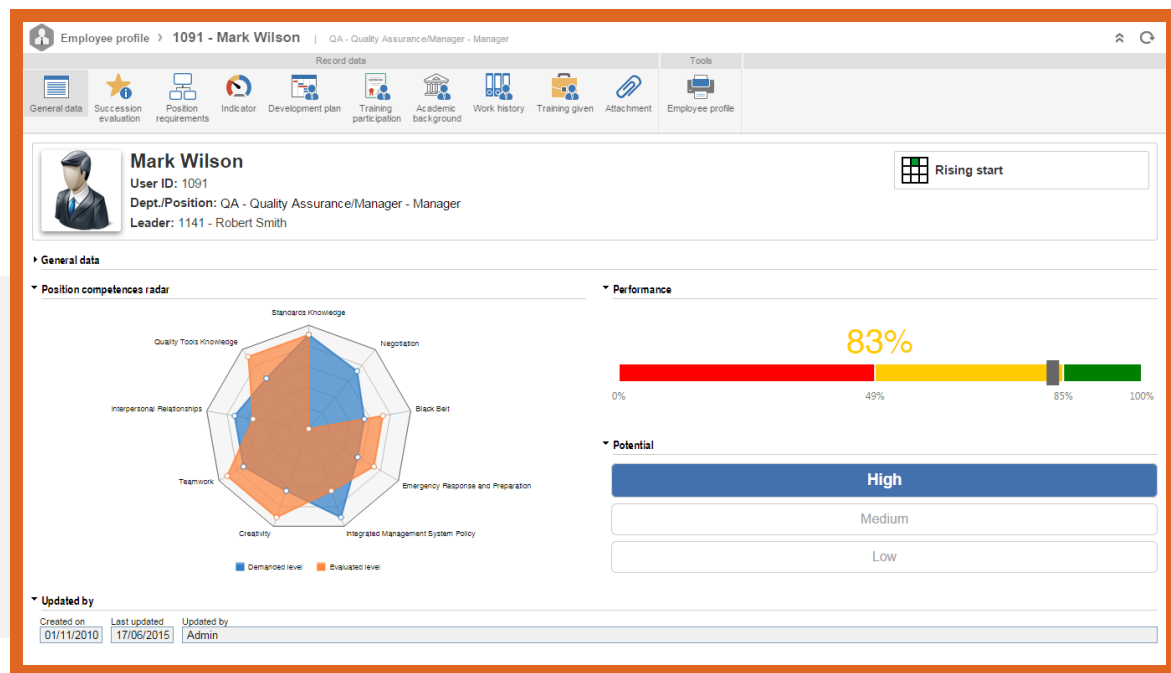 Employee profile > 1091 - Mark Wilson | QA - Quality Assurance/Manager - Manager
Record data
Tools
General data
Succession evaluation
Position requirements
Indicator
Development plan
Training participation
Academic background
Work history
Training given
Attachment
Employee profile
Mark Wilson
User ID: 1091
Dept./Position: QA - Quality Assurance/Manager - Manager
Leader: 1141 - Robert Smith
Rising start
General data
Position competences radar
Standards Knowledge
Quality Tools Knowledge
Negotiation
Interpersonal Relationships
Black Belt
Teamwork
Emergency Response and Preparation
Creativity
Integrated Management System Policy
Demanded level
Evaluated level
Performance
83%
0% 49% 85% 100%
Potential
High
Medium
Low
Updated by
Created on Last updated Updated by
01/11/2010 17/06/2015 Admin